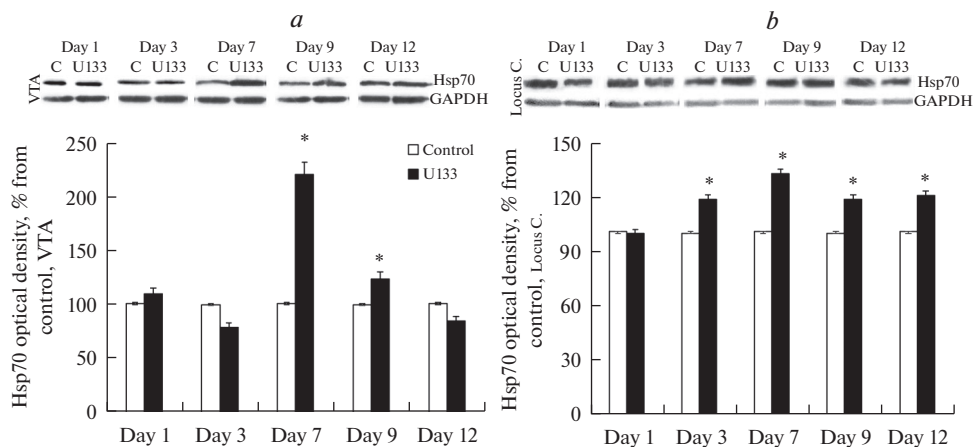 a
Day 1 Day 3 Day 7 Day 9 Day 12
C U133 C U133 C U133 C U133 C U133
VTA
Hsp70
GAPDH
Hsp70 optical density, % from
control, VTA
250
200
150
100
50
0
*
*
Control
U133
Day 1 Day 3 Day 7 Day 9 Day 12
b
Day 1 Day 3 Day 7 Day 9 Day 12
C U133 C U133 C U133 C U133 C U133
Locus C.
Hsp70
GAPDH
Hsp70 optical density, % from
control, Locus C.
150
120
90
60
30
0
*
*
*
*
Day 1 Day 3 Day 7 Day 9 Day 12